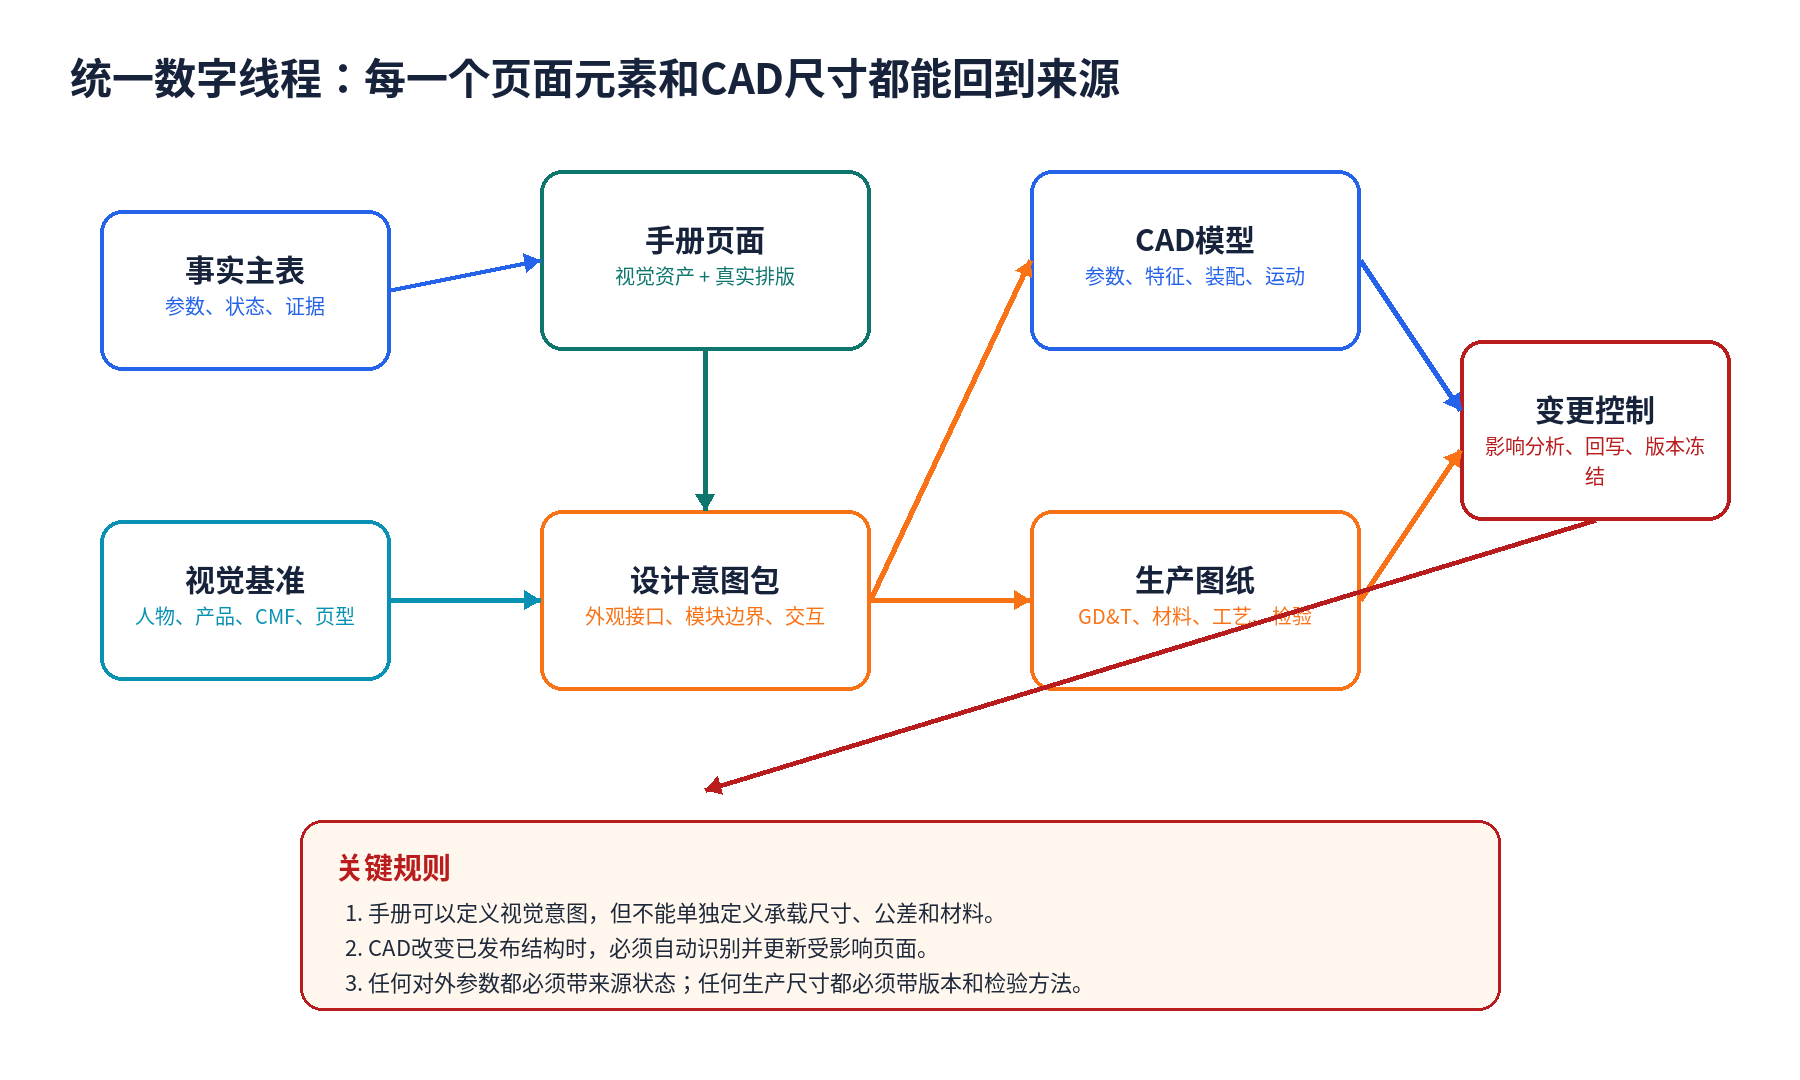 统一数字线程：每一个页面元素和CAD尺寸都能回到来源
事实主表
参数、状态、证据
手册页面
视觉资产 + 真实排版
CAD模型
参数、特征、装配、运动
变更控制
影响分析、回写、版本冻
结
视觉基准
人物、产品、CMF、页型
设计意图包
外观接口、模块边界、交互
生产图纸
GD&T、材料、工艺、检验
关键规则
1. 手册可以定义视觉意图，但不能单独定义承载尺寸、公差和材料。
2. CAD改变已发布结构时，必须自动识别并更新受影响页面。
3. 任何对外参数都必须带来源状态；任何生产尺寸都必须带版本和检验方法。